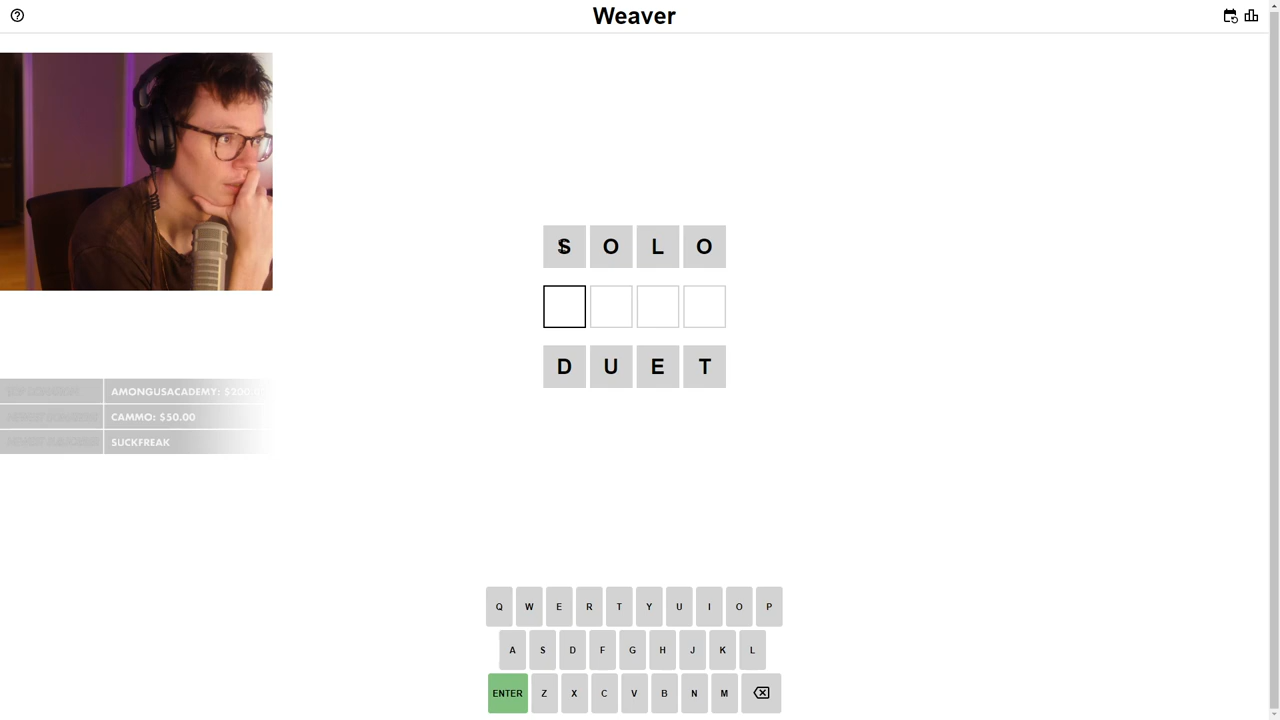 Weaver
S O L O
D U E T
AMONGUSACADEMY: $200.
CAMMO: $50.00
SUCKFREAK
Q W E R T Y U I O P
A S D F G H J K L
ENTER Z X C V B N M